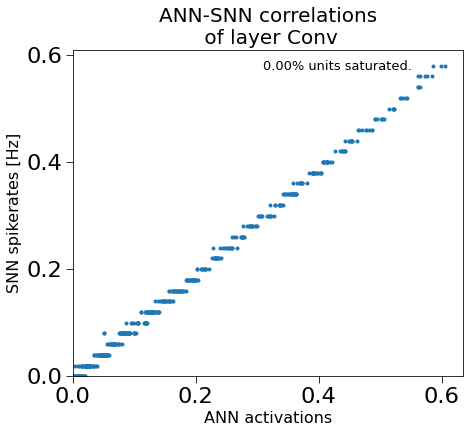 ANN-SNN correlations
of layer Conv
0.00% units saturated.
SNN spikerates [Hz]
0.6
0.4
0.2
0.0
0.0 0.2 0.4 0.6
ANN activations